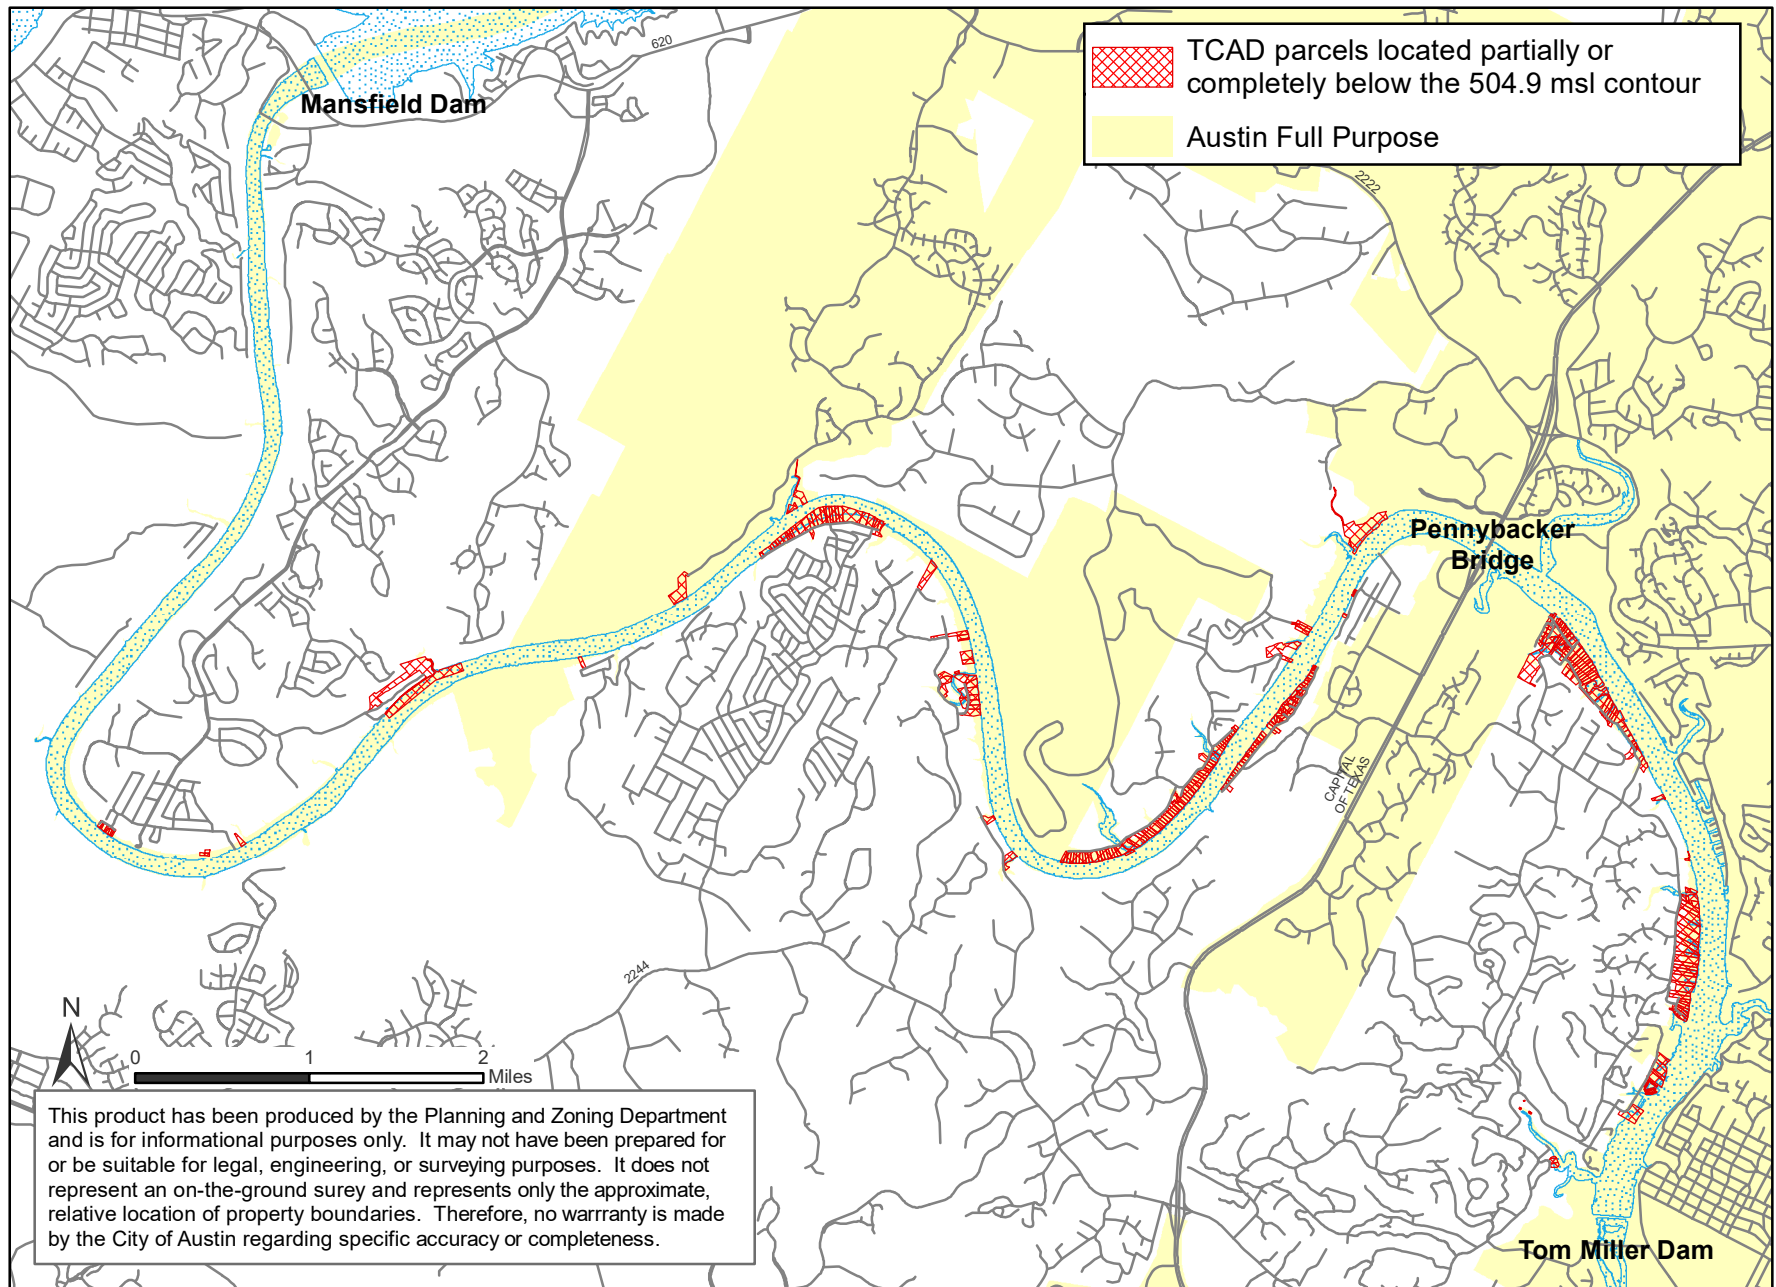 620
Mansfield Dam
TCAD parcels located partially or
completely below the 504.9 msl contour
Austin Full Purpose
2222
Pennybacker
Bridge
CAPITAL
OF TEXAS
2244
N
0 1 2
Miles
This product has been produced by the Planning and Zoning Department
and is for informational purposes only. It may not have been prepared for
or be suitable for legal, engineering, or surveying purposes. It does not
represent an on-the-ground surey and represents only the approximate,
relative location of property boundaries. Therefore, no warrranty is made
by the City of Austin regarding specific accuracy or completeness.
Tom Miller Dam